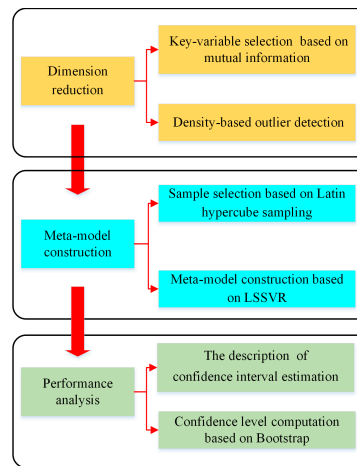 Key-variable selection based on
mutual information
Dimension
reduction
Density-based outlier detection
Sample selection based on Latin
hypercube sampling
Meta-model
construction
Meta-model construction based
on LSSVR
The description of
confidence interval estimation
Performance
analysis
Confidence level computation
based on Bootstrap